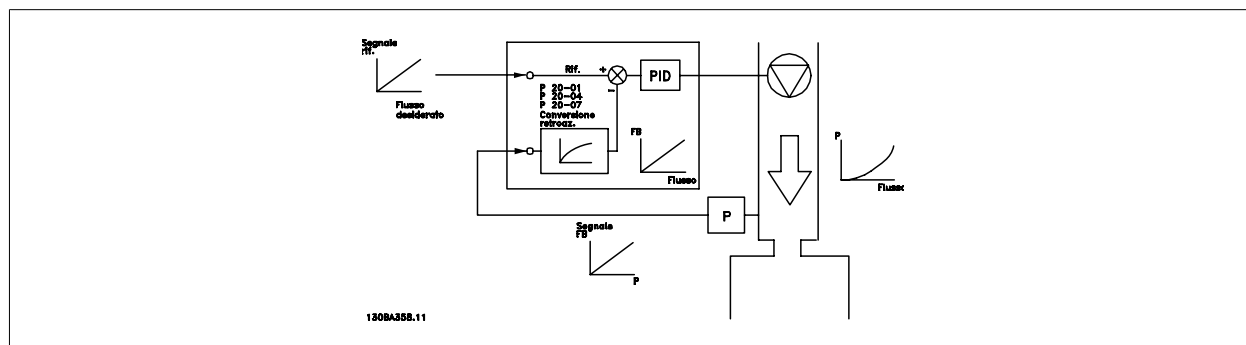 Segnale
rif.
Flusso
desiderato
Rif.
+
P 20-01
P 20-04
P 20-07
Conversione
retroaz.
PID
FB
Flusso
P
Flusso
P
Segnale
FB
P
130BA358.11